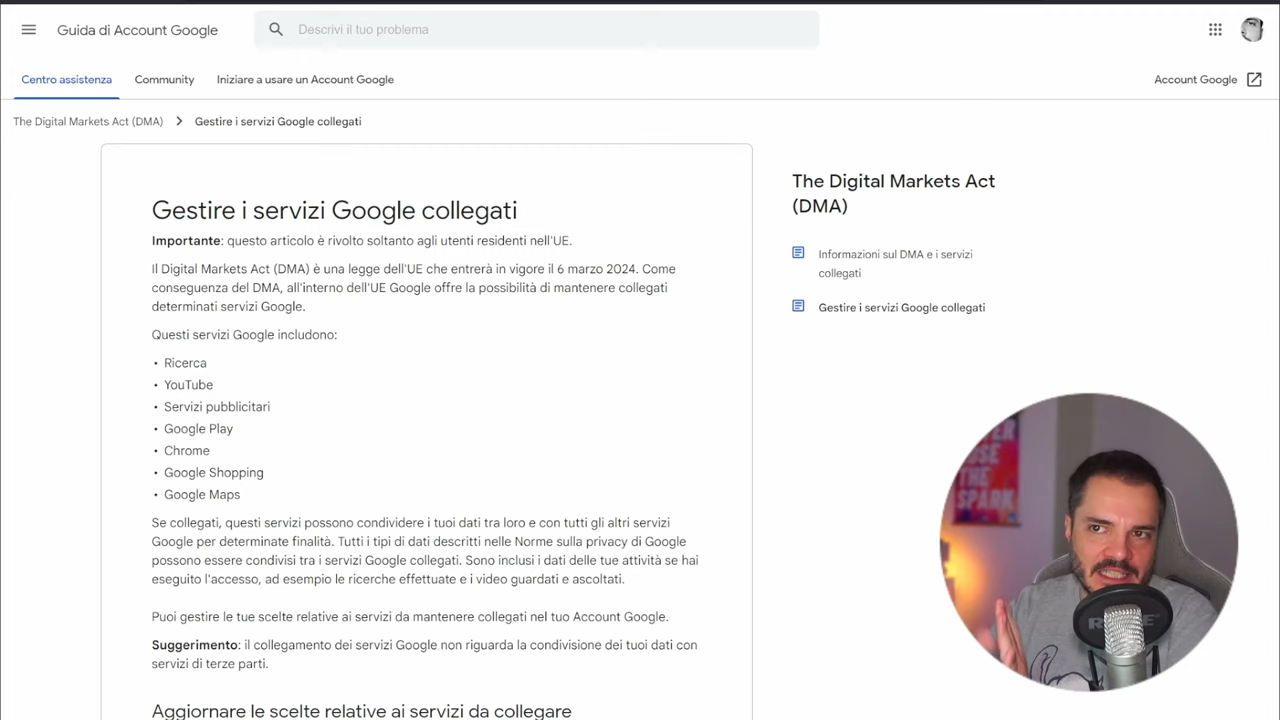 Guida di Account Google
Descrivi il tuo problema
Centro assistenza
Community
Iniziare a usare un Account Google
Account Google
The Digital Markets Act (DMA)
Gestire i servizi Google collegati
Gestire i servizi Google collegati
Importante: questo articolo è rivolto soltanto agli utenti residenti nell'UE.
Il Digital Markets Act (DMA) è una legge dell'UE che entrerà in vigore il 6 marzo 2024. Come
conseguenza del DMA, all'interno dell'UE Google offre la possibilità di mantenere collegati
determinati servizi Google.
Questi servizi Google includono:
• Ricerca
• YouTube
• Servizi pubblicitari
• Google Play
• Chrome
• Google Shopping
• Google Maps
Se collegati, questi servizi possono condividere i tuoi dati tra loro e con tutti gli altri servizi
Google per determinate finalità. Tutti i tipi di dati descritti nelle Norme sulla privacy di Google
possono essere condivisi tra i servizi Google collegati. Sono inclusi i dati delle tue attività se hai
eseguito l'accesso, ad esempio le ricerche effettuate e i video guardati e ascoltati.
Puoi gestire le tue scelte relative ai servizi da mantenere collegati nel tuo Account Google.
Suggerimento: il collegamento dei servizi Google non riguarda la condivisione dei tuoi dati con
servizi di terze parti.
Aggiornare le scelte relative ai servizi da collegare
The Digital Markets Act
(DMA)
Informazioni sul DMA e i servizi
collegati
Gestire i servizi Google collegati
THE
SPARK